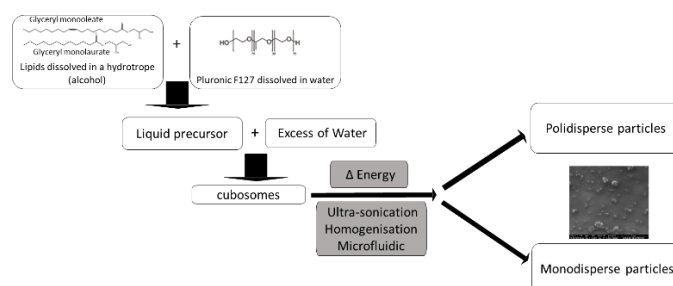 Glyceryl monooleate
Glyceryl monolaurate
Lipids dissolved in a hydrotrope
(alcohol)
+
HO
O
O
O
H
Pluronic F127 dissolved in water
Liquid precursor
+
Excess of Water
cubosomes
Δ Energy
Ultra-sonication
Homogenisation
Microfluidic
Polidisperse particles
Monodisperse particles